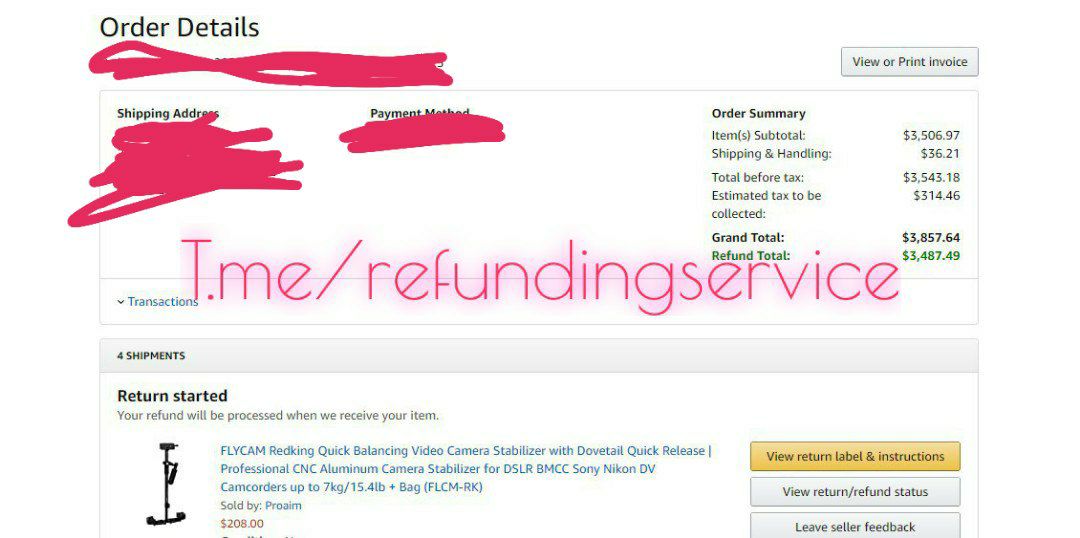 Order Details
View or Print invoice
Shipping Address
Payment Method
Order Summary
Item(s) Subtotal: $3,506.97
Shipping & Handling: $36.21
Total before tax: $3,543.18
Estimated tax to be $314.46
collected:
Grand Total: $3,857.64
Refund Total: $3,487.49
T.me/refundingservice
Transactions
4 SHIPMENTS
Return started
Your refund will be processed when we receive your item.
FLYCAM Redking Quick Balancing Video Camera Stabilizer with Dovetail Quick Release |
Professional CNC Aluminum Camera Stabilizer for DSLR BMCC Sony Nikon DV
Camcorders up to 7kg/15.4lb + Bag (FLCM-RK)
Sold by: Proaim
$208.00
View return label & instructions
View return/refund status
Leave seller feedback